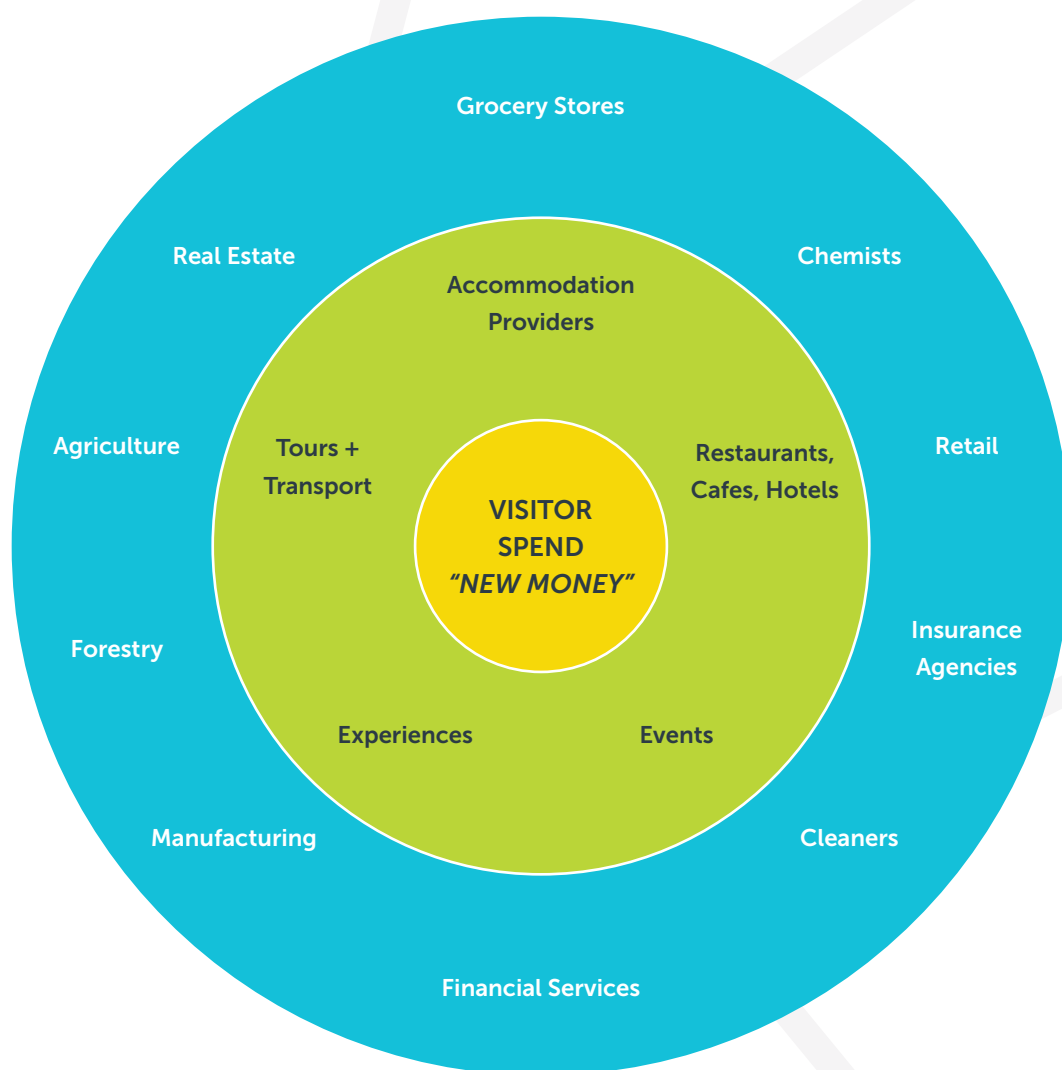 Grocery Stores
Real Estate
Chemists
Accommodation
Providers
Agriculture
Tours +
Transport
Restaurants,
Cafes, Hotels
Retail
VISITOR
SPEND
“NEW MONEY”
Forestry
Insurance
Agencies
Experiences
Events
Manufacturing
Cleaners
Financial Services